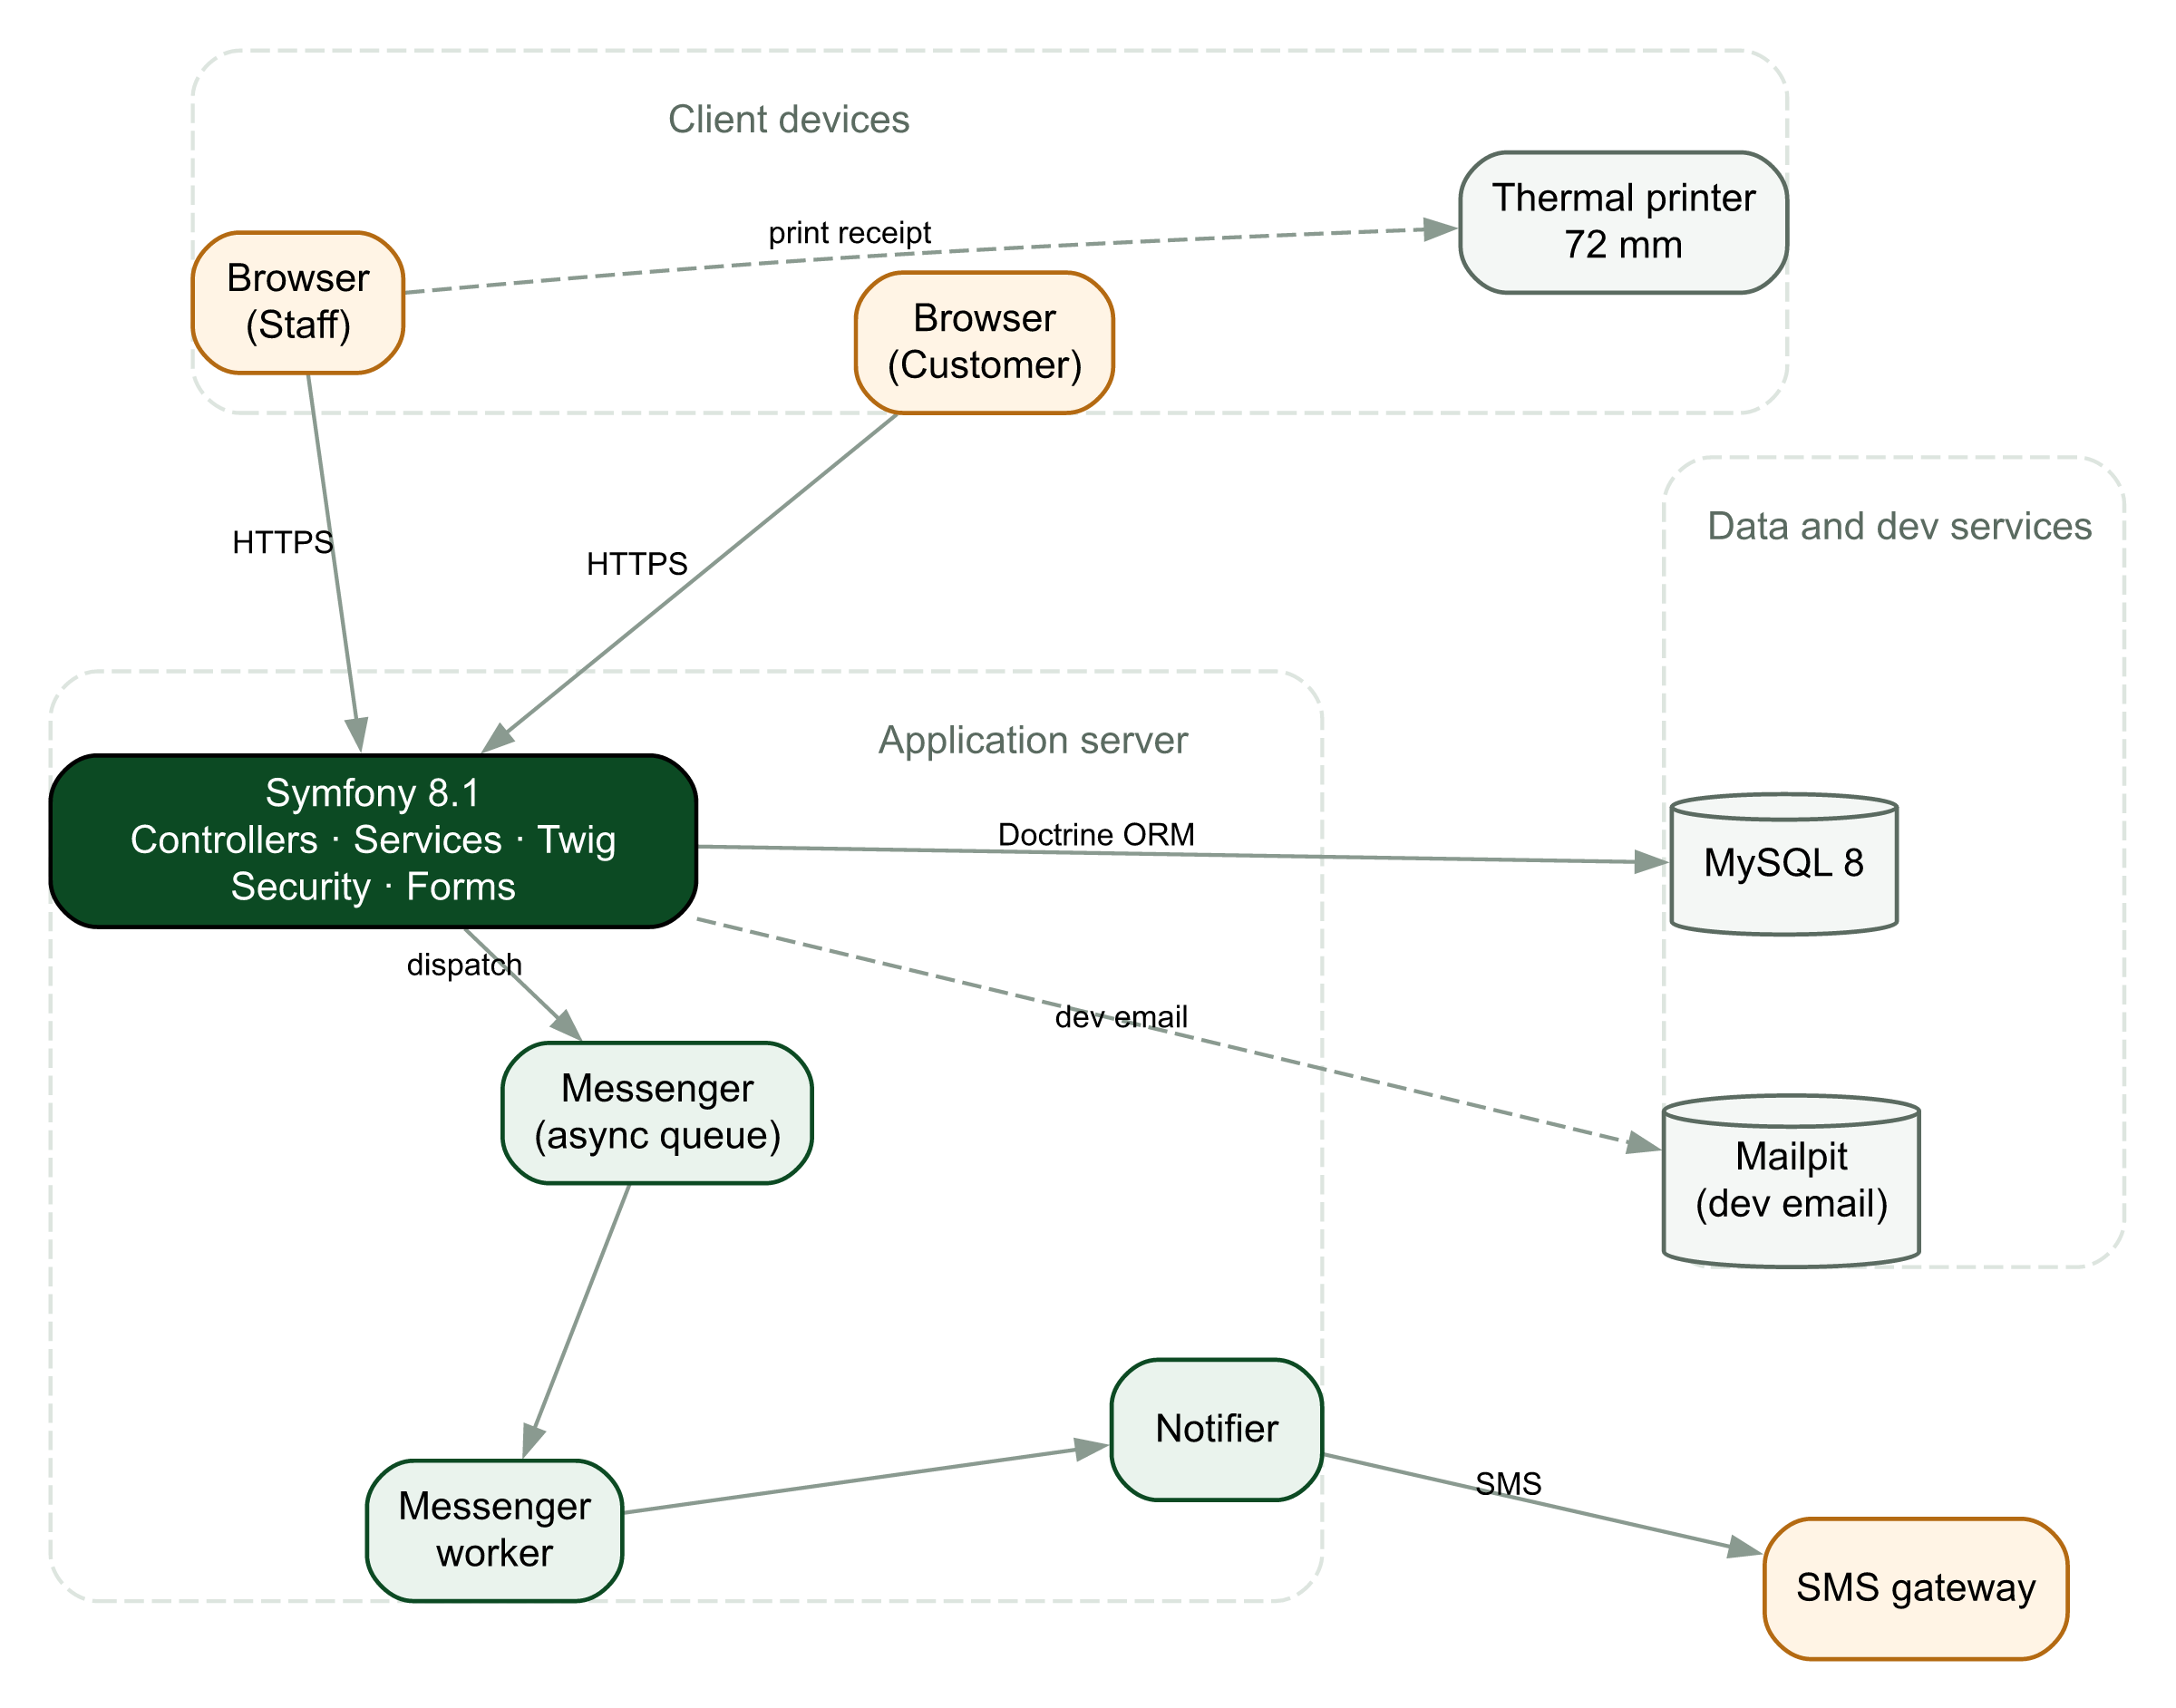 Client devices
Thermal printer
72 mm
print receipt
Browser
(Staff)
Browser
(Customer)
Data and dev services
HTTPS
HTTPS
Application server
Symfony 8.1
Controllers · Services · Twig
Security · Forms
Doctrine ORM
MySQL 8
dispatch
dev email
Messenger
(async queue)
Mailpit
(dev email)
Notifier
SMS
Messenger
worker
SMS gateway